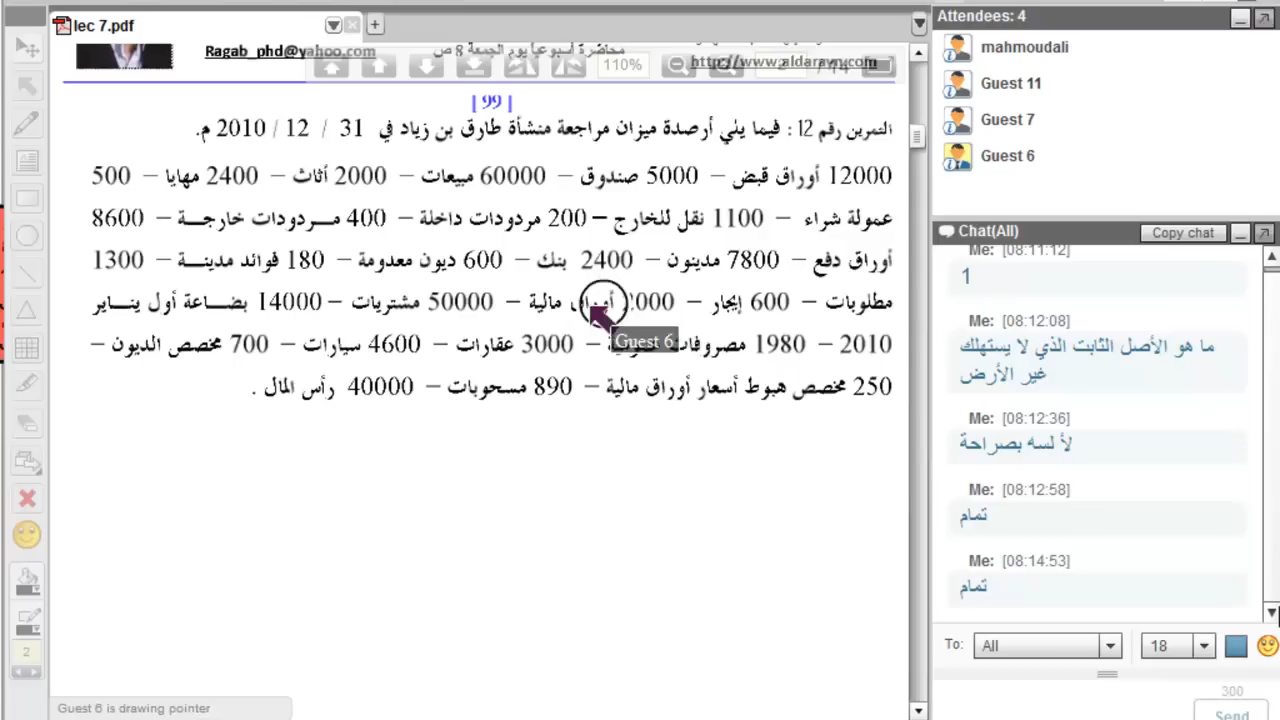 lec 7.pdf
Ragab_phd@yahoo.com
محاضرة أسبوعيا يوم الجمعة 8 ص
http://www.aldarayn.com
110%
[ 99 ]
التمرين رقم 12 : فيما يلي أرصدة ميزان مراجعة منشأة طارق بن زياد في 31 / 12 / 2010 م.
12000 أوراق قبض – 5000 صندوق – 60000 مبيعات – 2000 أثاث – 2400 مهايا – 500
عمولة شراء – 1100 نقل للخارج – 200 مردودات داخلة – 400 مـــردودات خارجـــة – 8600
أوراق دفع – 7800 مدينون – 2400 بنك – 600 ديون معدومة – 180 فوائد مدينـــة – 1300
مطلوبات – 600 إيجار – مالية – 50000 مشتريات – 14000 بضـــاعة أول ينـــاير
2010 – 1980 مصروفات – 3000 عقارات – 4600 سيارات – 700 مخصص الديون –
250 مخصص هبوط أسعار أوراق مالية – 890 مسحوبات – 40000 رأس المال .
Guest 6
Guest 6 is drawing pointer
2
Attendees: 4
mahmoudali
Guest 11
Guest 7
Guest 6
Chat(All)
Copy chat
Me: [08:11:12]
1
Me: [08:12:08]
ما هو الأصل الثابت الذي لا يستهلك
غير الأرض
Me: [08:12:36]
لأ لسه بصراحة
Me: [08:12:58]
تمام
Me: [08:14:53]
تمام
To: All 18
300
Send